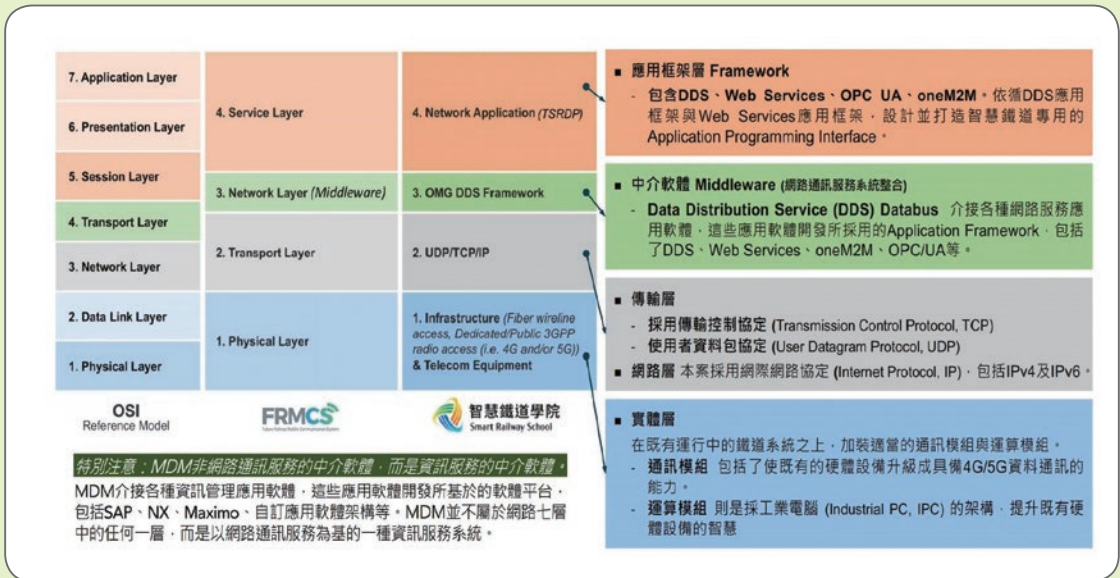 7. Application Layer
6. Presentation Layer
5. Session Layer
4. Transport Layer
3. Network Layer
2. Data Link Layer
1. Physical Layer
OSI
Reference Model
4. Service Layer
3. Network Layer (Middleware)
2. Transport Layer
1. Physical Layer
FRMCS
Future Railway Mobile Communication System
4. Network Application (TSRDP)
3. OMG DDS Framework
2. UDP/TCP/IP
1. Infrastructure (Fiber wireline
access, Dedicated/Public 3GPP
radio access (i.e. 4G and/or 5G))
& Telecom Equipment
智慧鐵道學院
Smart Railway School
■ 應用框架層 Framework
- 包含DDS、Web Services、OPC UA、oneM2M。依循DDS應用
框架與Web Services應用框架，設計並打造智慧鐵道專用的
Application Programming Interface。
■ 中介軟體 Middleware (網路通訊服務系統整合)
- Data Distribution Service (DDS) Databus 介接各種網路服務應
用軟體，這些應用軟體開發所採用的Application Framework，包括
了DDS、Web Services、oneM2M、OPC/UA等。
■ 傳輸層
- 採用傳輸控制協定 (Transmission Control Protocol, TCP)
- 使用者資料包協定 (User Datagram Protocol, UDP)
■ 網路層 本案採用網際網路協定 (Internet Protocol, IP)，包括IPv4及IPv6。
■ 實體層
在既有運行中的鐵道系統之上，加裝適當的通訊模組與運算模組。
- 通訊模組 包括了使既有的硬體設備升級成具備4G/5G資料通訊的
能力。
- 運算模組 則是採工業電腦 (Industrial PC, IPC) 的架構，提升既有硬
體設備的智慧
特別注意：MDM非網路通訊服務的中介軟體，而是資訊服務的中介軟體。
MDM介接各種資訊管理應用軟體，這些應用軟體開發所基於的軟體平台，
包括SAP、NX、Maximo、自訂應用軟體架構等。MDM並不屬於網路七層
中的任何一層，而是以網路通訊服務為基的一種資訊服務系統。